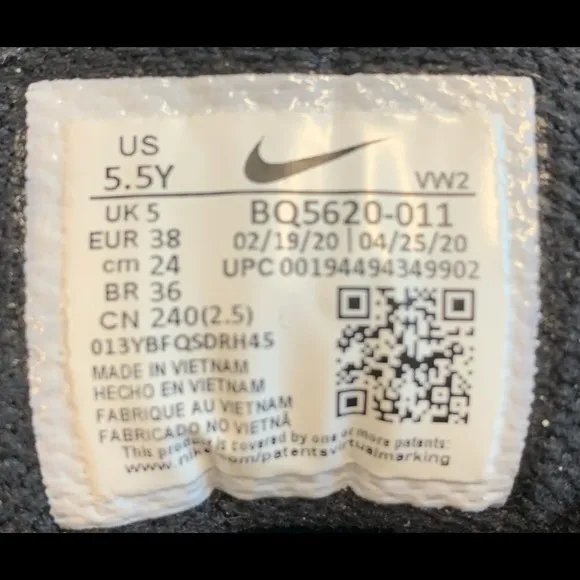 US
5.5Y
VW2
UK 5
EUR 38
cm 24
BR 36
CN 240(2.5)
BQ5620-011
02/19/20 | 04/25/20
UPC 00194494349902
013YBFQSDRH45
MADE IN VIETNAM
HECHO EN VIETNAM
FABRIQUE AU VIETNAM
FABRICADO NO VIETNÃ
This product is covered by one or more patents:
www.nike.com/patentsvirtualmarking